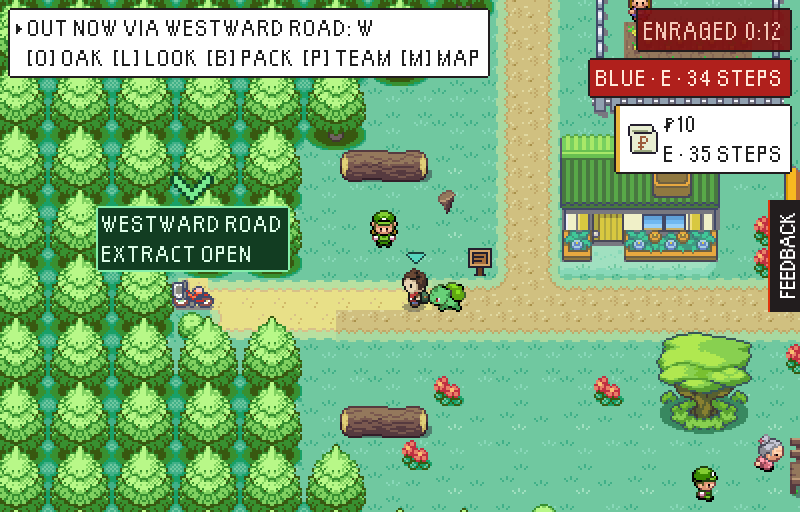 OUT NOW VIA WESTWARD ROAD: W
[O] OAK [L] LOOK [B] PACK [P] TEAM [M] MAP
ENRAGED 0:12
BLUE · E · 34 STEPS
₽10
E · 35 STEPS
WESTWARD ROAD
EXTRACT OPEN
FEEDBACK